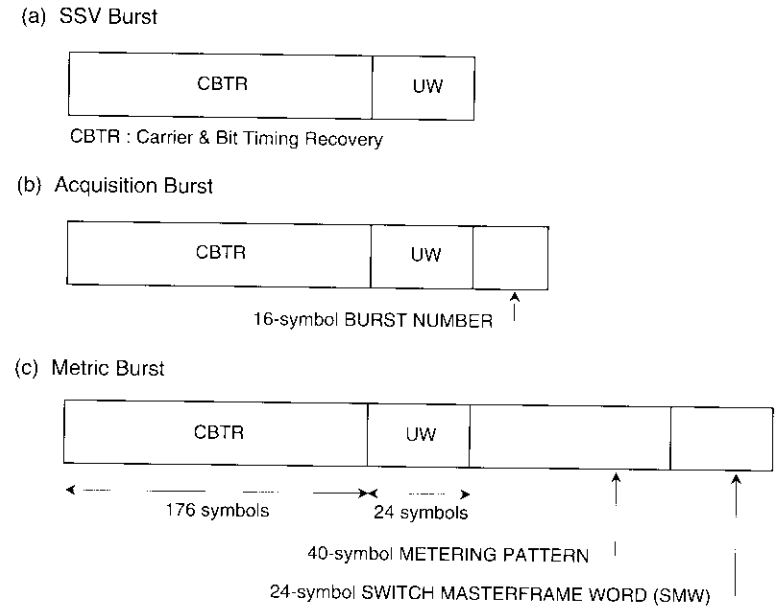 (a) SSV Burst
CBTR UW
CBTR : Carrier & Bit Timing Recovery
(b) Acquisition Burst
CBTR UW
16-symbol BURST NUMBER
(c) Metric Burst
CBTR UW
176 symbols 24 symbols
40-symbol METERING PATTERN
24-symbol SWITCH MASTERFRAME WORD (SMW)